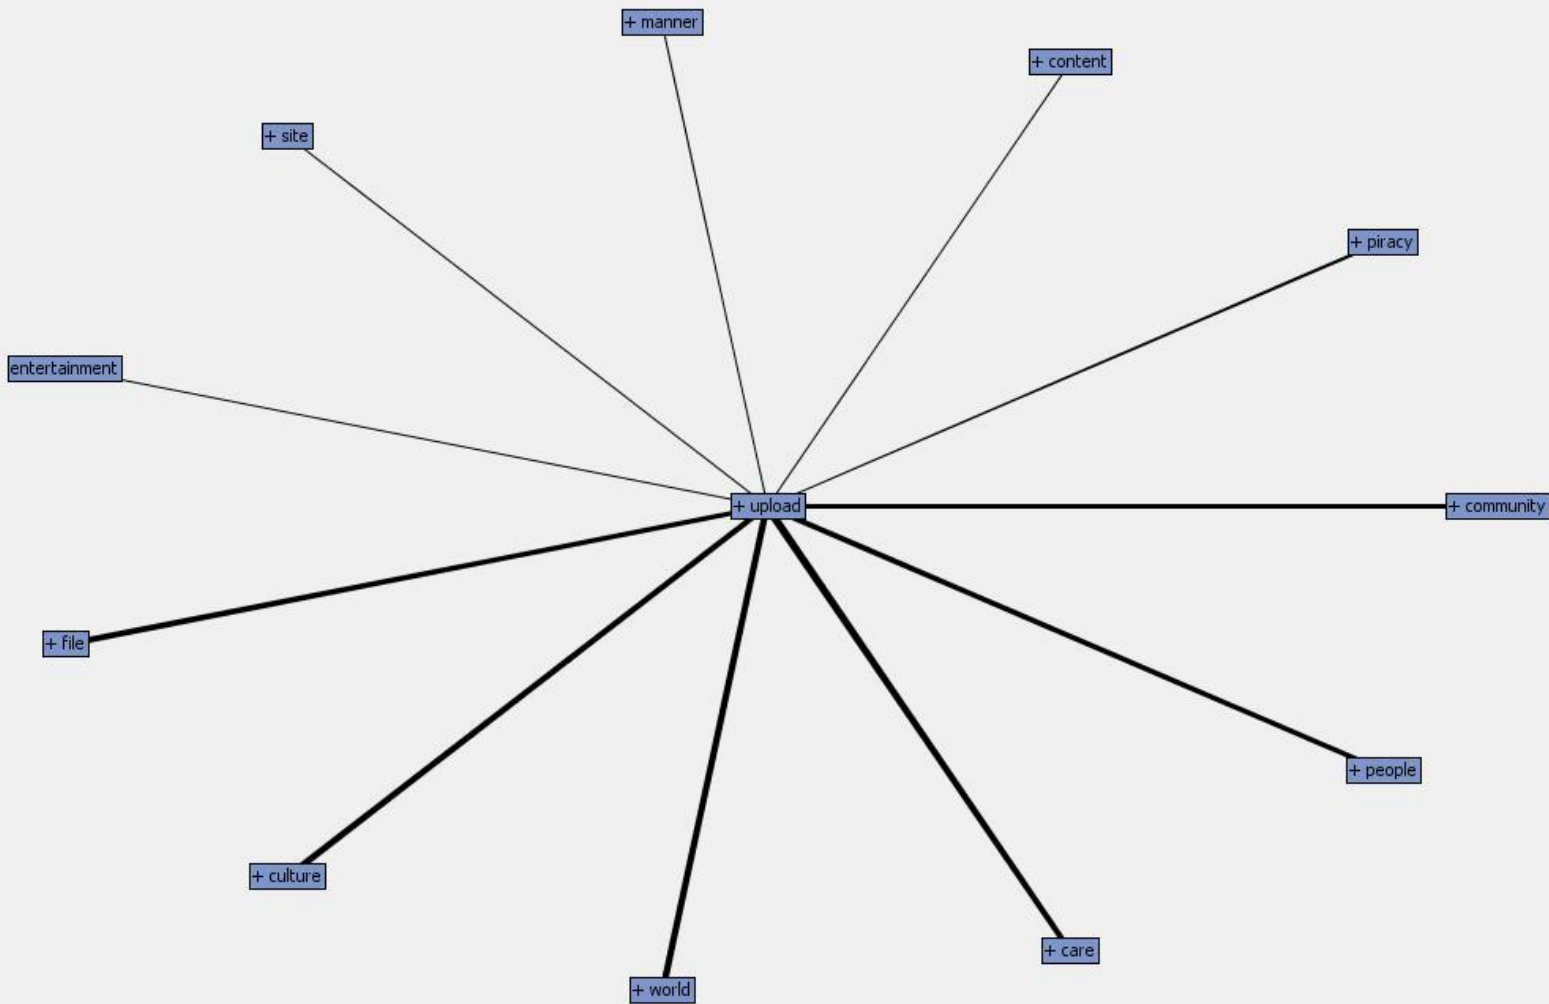 + manner
+ content
+ site
+ piracy
entertainment
+ upload
+ community
+ file
+ people
+ culture
+ care
+ world